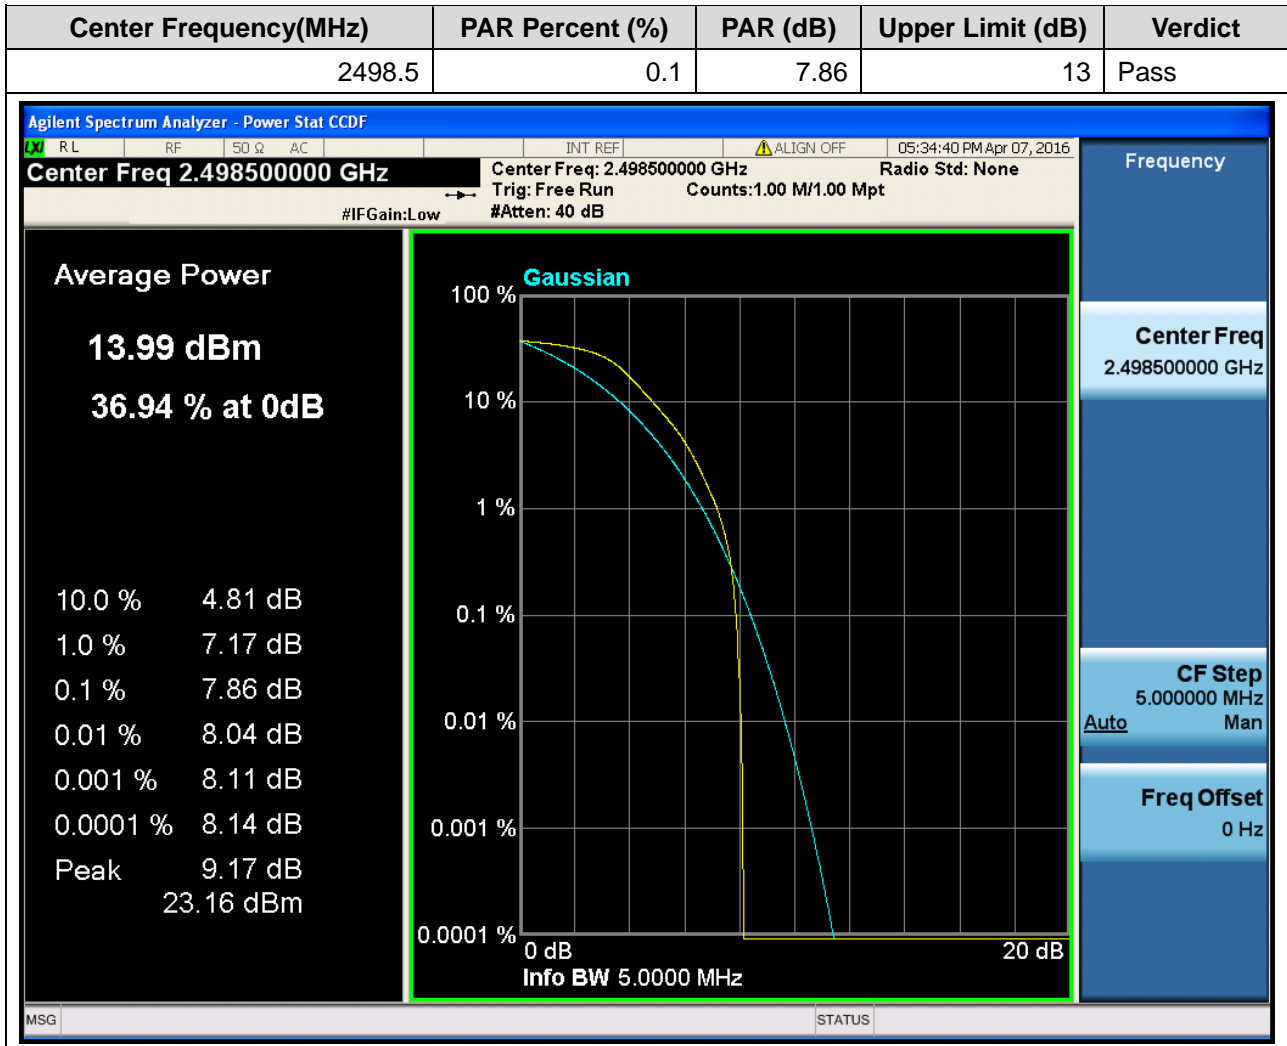 Center Frequency(MHz) PAR Percent (%) PAR (dB) Upper Limit (dB) Verdict
2498.5 0.1 7.86 13 Pass
Agilent Spectrum Analyzer - Power Stat CCDF
LXI RL RF 50 Ω AC INT REF ALIGN OFF 05:34:40 PM Apr 07, 2016
Center Freq 2.498500000 GHz
Center Freq: 2.498500000 GHz Radio Std: None
Trig: Free Run Counts:1.00 M/1.00 Mpt
#IFGain:Low #Atten: 40 dB
Average Power
13.99 dBm
36.94 % at 0dB
10.0 % 4.81 dB
1.0 % 7.17 dB
0.1 % 7.86 dB
0.01 % 8.04 dB
0.001 % 8.11 dB
0.0001 % 8.14 dB
Peak 9.17 dB
23.16 dBm
Gaussian
100 %
10 %
1 %
0.1 %
0.01 %
0.001 %
0.0001 %
0 dB 20 dB
Info BW 5.0000 MHz
Frequency
Center Freq
2.498500000 GHz
CF Step
5.000000 MHz
Auto Man
Freq Offset
0 Hz
MSG STATUS